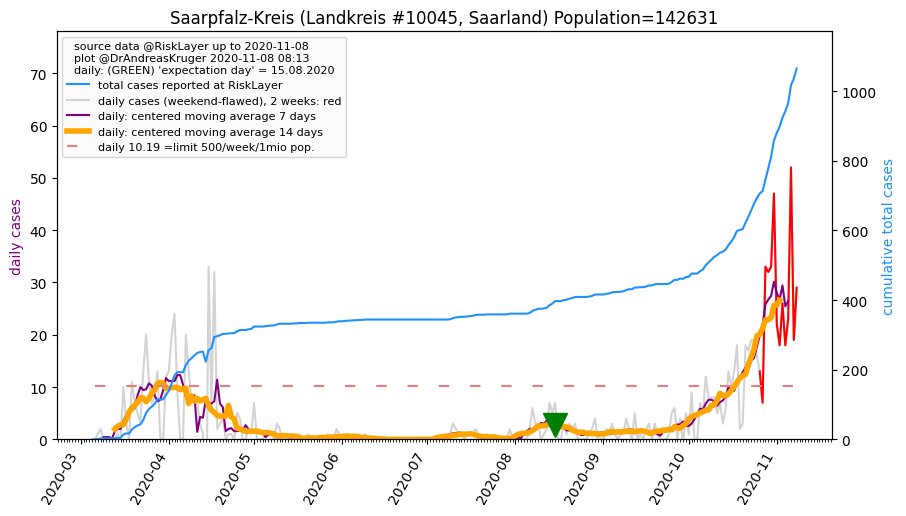 Saarpfalz-Kreis (Landkreis #10045, Saarland) Population=142631
source data @RiskLayer up to 2020-11-08
plot @DrAndreasKruger 2020-11-08 08:13
daily: (GREEN) 'expectation day' = 15.08.2020
total cases reported at RiskLayer
daily cases (weekend-flawed), 2 weeks: red
daily: centered moving average 7 days
daily: centered moving average 14 days
daily 10.19 =limit 500/week/1mio pop.
daily cases
70
60
50
40
30
20
10
0
cumulative total cases
1000
800
600
400
200
0
2020-03
2020-04
2020-05
2020-06
2020-07
2020-08
2020-09
2020-10
2020-11